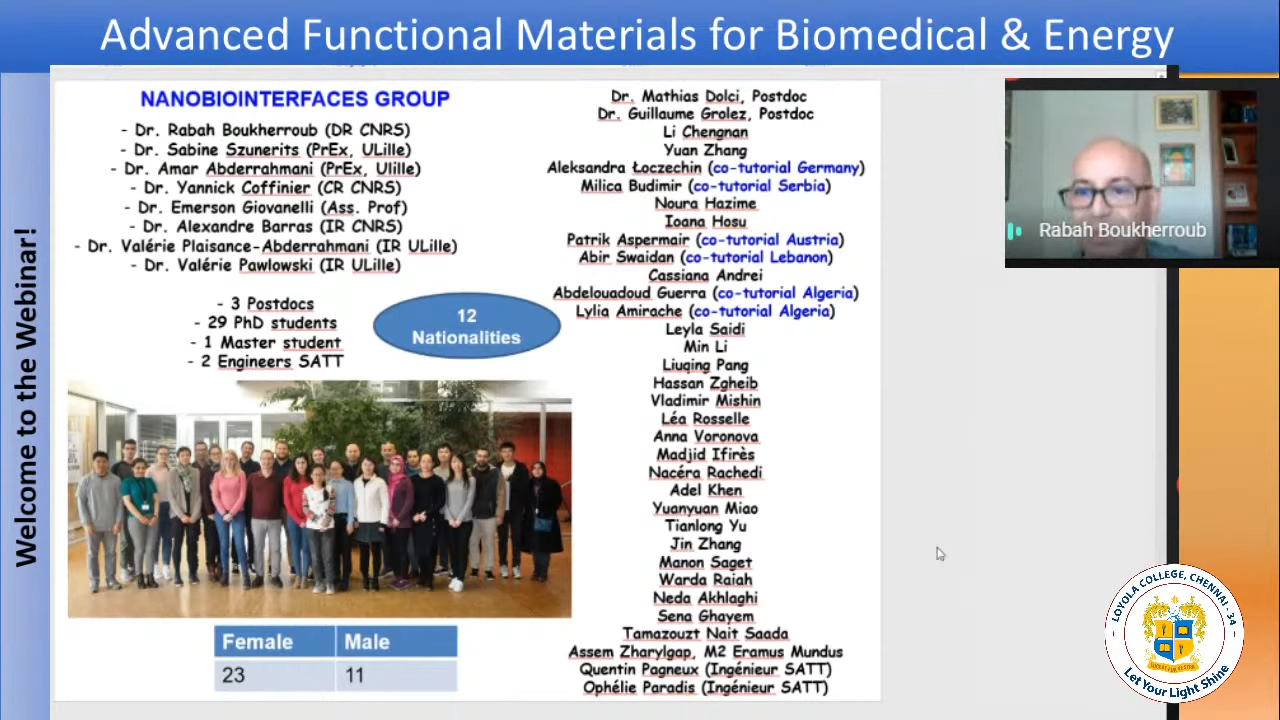 Advanced Functional Materials for Biomedical & Energy
Welcome to the Webinar!
NANOBIOINTERFACES GROUP
- Dr. Rabah Boukherroub (DR CNRS)
- Dr. Sabine Szunerits (PrEx, ULille)
- Dr. Amar Abderrahmani (PrEx, Ulille)
- Dr. Yannick Coffinier (CR CNRS)
- Dr. Emerson Giovanelli (Ass. Prof)
- Dr. Alexandre Barras (IR CNRS)
- Dr. Valérie Plaisance-Abderrahmani (IR ULille)
- Dr. Valérie Pawlowski (IR ULille)
- 3 Postdocs
- 29 PhD students
- 1 Master student
- 2 Engineers SATT
12
Nationalities
Female Male
23 11
Dr. Mathias Dolci, Postdoc
Dr. Guillaume Grolez, Postdoc
Li Chengnan
Yuan Zhang
Aleksandra Łoczechin (co-tutorial Germany)
Milica Budimir (co-tutorial Serbia)
Noura Hazime
Ioana Hosu
Patrik Aspermair (co-tutorial Austria)
Abir Swaidan (co-tutorial Lebanon)
Cassiana Andrei
Abdelouadoud Guerra (co-tutorial Algeria)
Lylia Amirache (co-tutorial Algeria)
Leyla Saidi
Min Li
Liuqing Pang
Hassan Zgheib
Vladimir Mishin
Léa Rosselle
Anna Voronova
Madjid Ifirès
Nacéra Rachedi
Adel Khen
Yuanyuan Miao
Tianlong Yu
Jin Zhang
Manon Saget
Warda Raiah
Neda Akhlaghi
Sena Ghayem
Tamazouzt Nait Saada
Assem Zharylgap, M2 Eramus Mundus
Quentin Pagneux (Ingénieur SATT)
Ophélie Paradis (Ingénieur SATT)
Rabah Boukherroub
LOYOLA COLLEGE, CHENNAI - 34
Let Your Light Shine